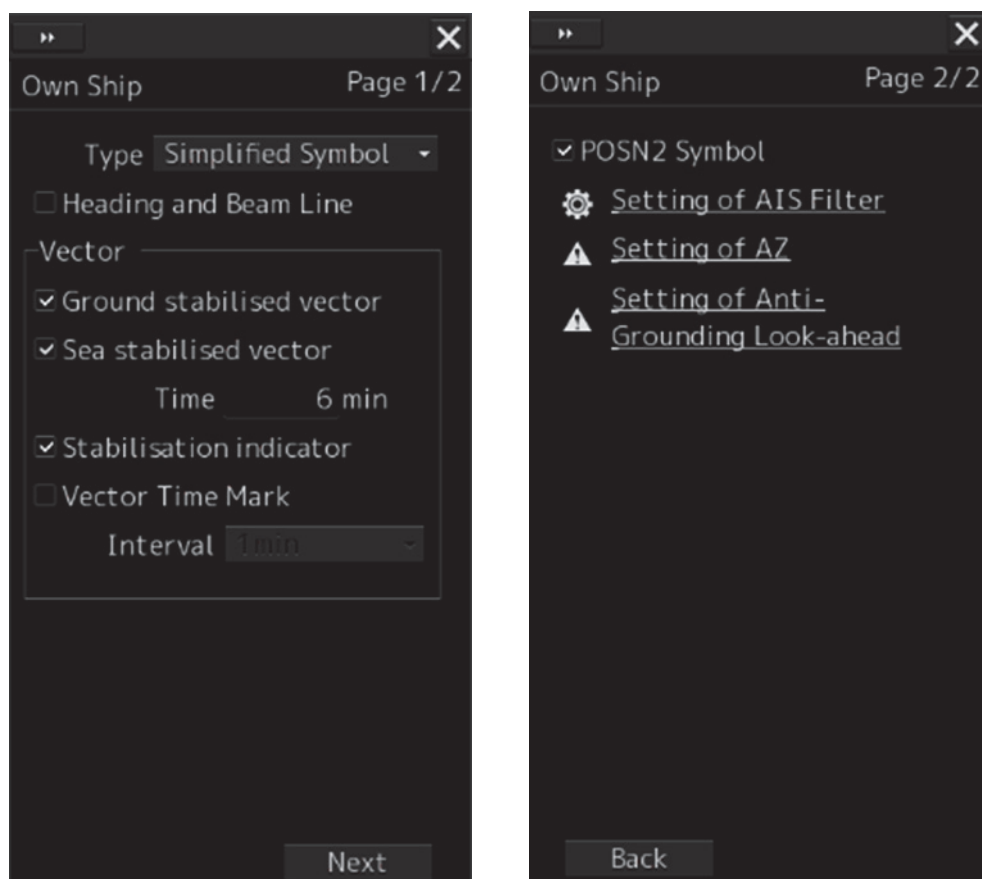 Own Ship Page 1/2
Type Simplified Symbol
Heading and Beam Line
Vector
Ground stabilised vector
Sea stabilised vector
Time 6 min
Stabilisation indicator
Vector Time Mark
Interval 1min
Next
Own Ship Page 2/2
POSN2 Symbol
Setting of AIS Filter
Setting of AZ
Setting of Anti-
Grounding Look-ahead
Back